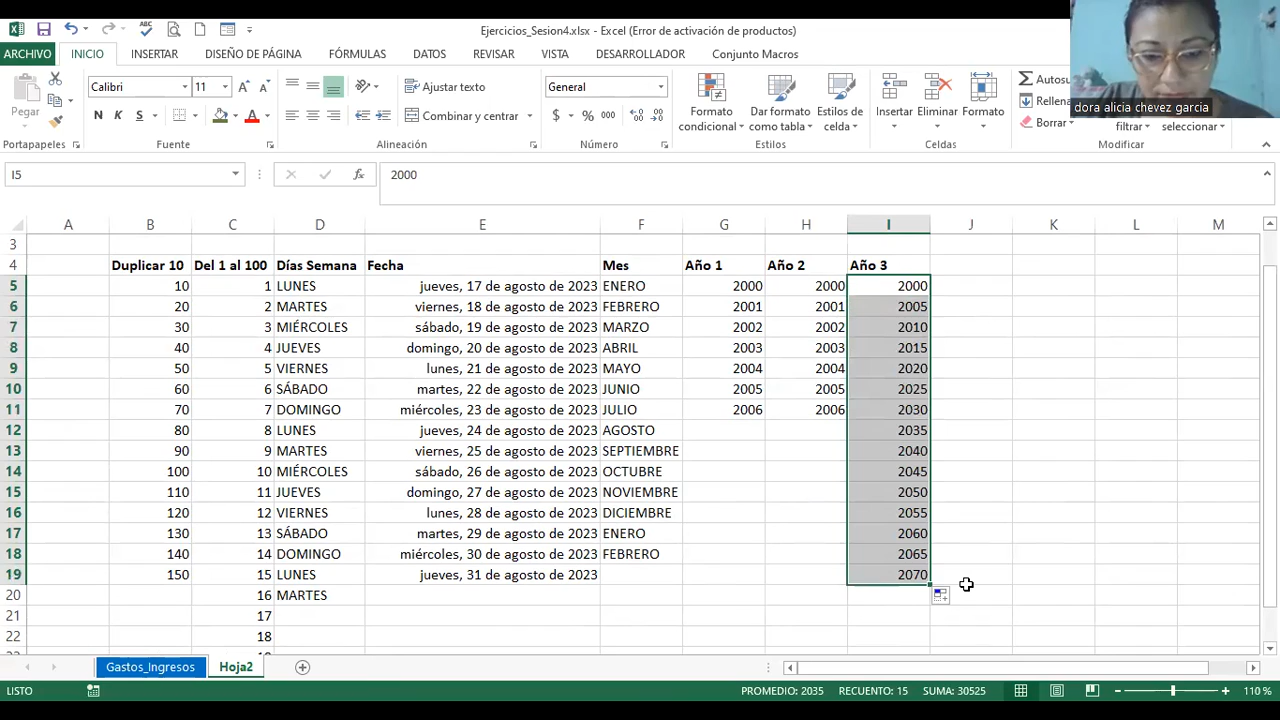 Ejercicios_Sesion4.xlsx - Excel (Error de activación de productos)
ARCHIVO INICIO INSERTAR DISEÑO DE PÁGINA FÓRMULAS DATOS REVISAR VISTA DESARROLLADOR Conjunto Macros
Pegar
Calibri 11
N K S
Ajustar texto
Combinar y centrar
General
$ % 000
Formato condicional
Dar formato como tabla
Estilos de celda
Insertar
Eliminar
Formato
Autosu
Rellena
Borrar
filtrar
seleccionar
dora alicia chevez garcia
Portapapeles Fuente Alineación Número Estilos Celdas Modificar
I5 fx 2000
A B C D E F G H I J K L M
3
4 Duplicar 10 Del 1 al 100 Días Semana Fecha Mes Año 1 Año 2 Año 3
5 10 1 LUNES jueves, 17 de agosto de 2023 ENERO 2000 2000 2000
6 20 2 MARTES viernes, 18 de agosto de 2023 FEBRERO 2001 2001 2005
7 30 3 MIÉRCOLES sábado, 19 de agosto de 2023 MARZO 2002 2002 2010
8 40 4 JUEVES domingo, 20 de agosto de 2023 ABRIL 2003 2003 2015
9 50 5 VIERNES lunes, 21 de agosto de 2023 MAYO 2004 2004 2020
10 60 6 SÁBADO martes, 22 de agosto de 2023 JUNIO 2005 2005 2025
11 70 7 DOMINGO miércoles, 23 de agosto de 2023 JULIO 2006 2006 2030
12 80 8 LUNES jueves, 24 de agosto de 2023 AGOSTO 2035
13 90 9 MARTES viernes, 25 de agosto de 2023 SEPTIEMBRE 2040
14 100 10 MIÉRCOLES sábado, 26 de agosto de 2023 OCTUBRE 2045
15 110 11 JUEVES domingo, 27 de agosto de 2023 NOVIEMBRE 2050
16 120 12 VIERNES lunes, 28 de agosto de 2023 DICIEMBRE 2055
17 130 13 SÁBADO martes, 29 de agosto de 2023 ENERO 2060
18 140 14 DOMINGO miércoles, 30 de agosto de 2023 FEBRERO 2065
19 150 15 LUNES jueves, 31 de agosto de 2023 2070
20 16 MARTES
21 17
22 18
Gastos_Ingresos Hoja2
LISTO PROMEDIO: 2035 RECUENTO: 15 SUMA: 30525 110 %